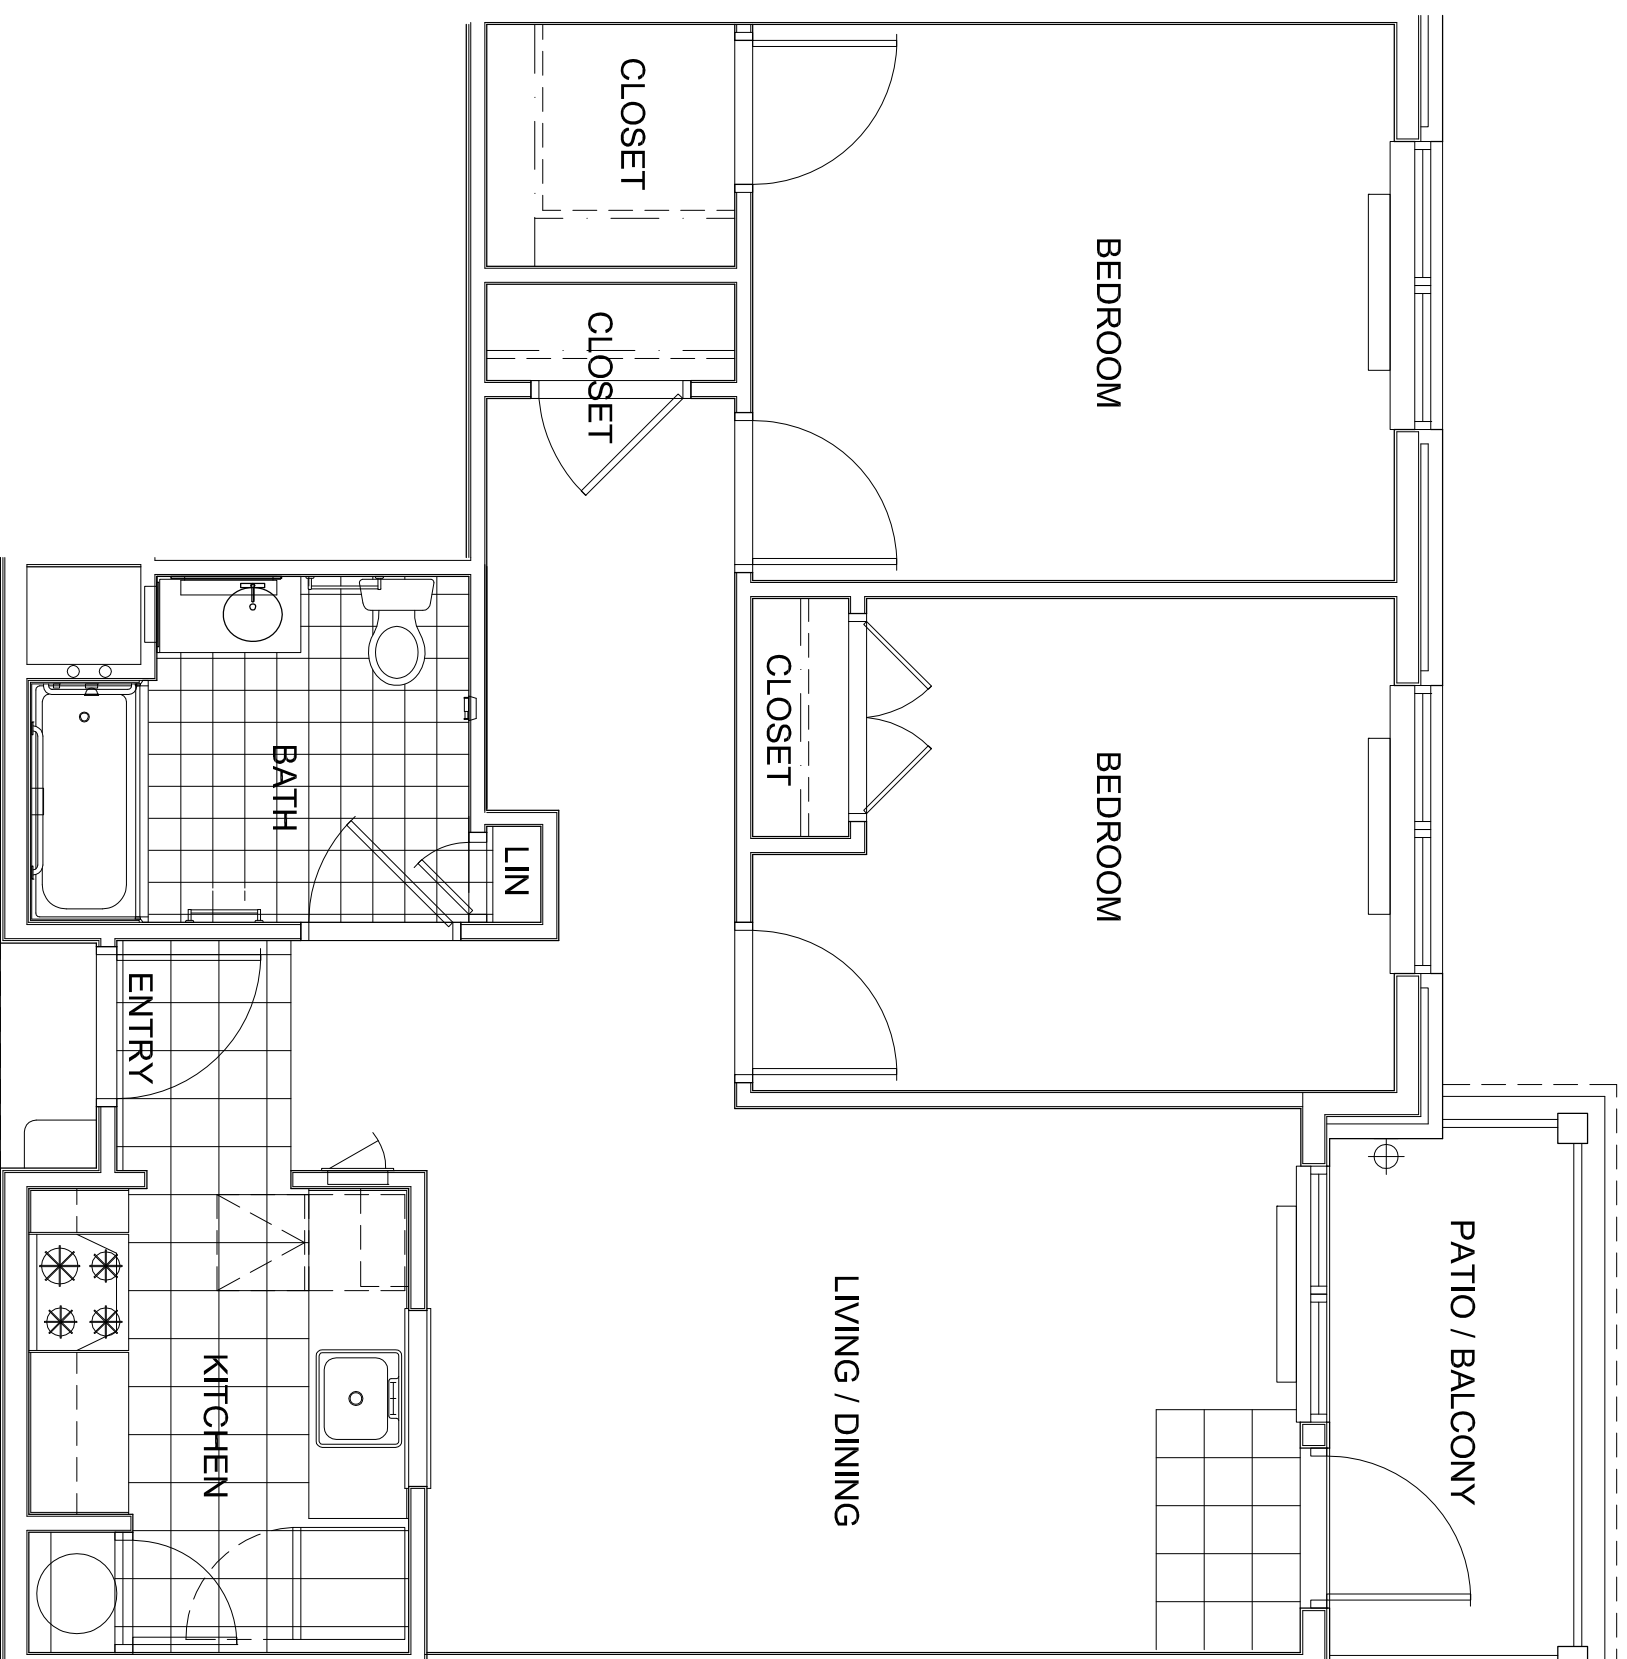 CLOSET
BEDROOM
CLOSET
CLOSET
BEDROOM
BATH
LIN
ENTRY
PATIO / BALCONY
LIVING / DINING
KITCHEN